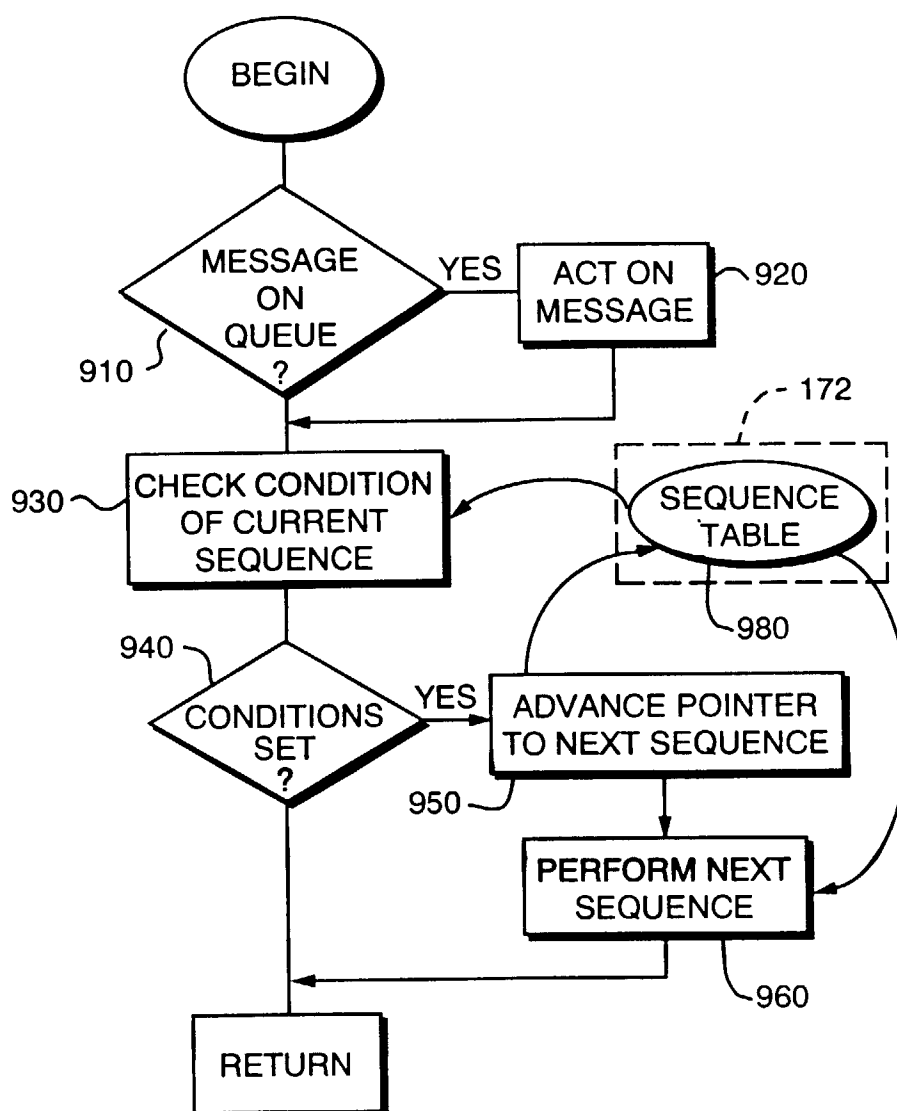 BEGIN
MESSAGE
ON
QUEUE
?
910
YES
ACT ON
MESSAGE
920
172
CHECK CONDITION
OF CURRENT
SEQUENCE
930
SEQUENCE
TABLE
980
940
CONDITIONS
SET
?
YES
ADVANCE POINTER
TO NEXT SEQUENCE
950
PERFORM NEXT
SEQUENCE
960
RETURN